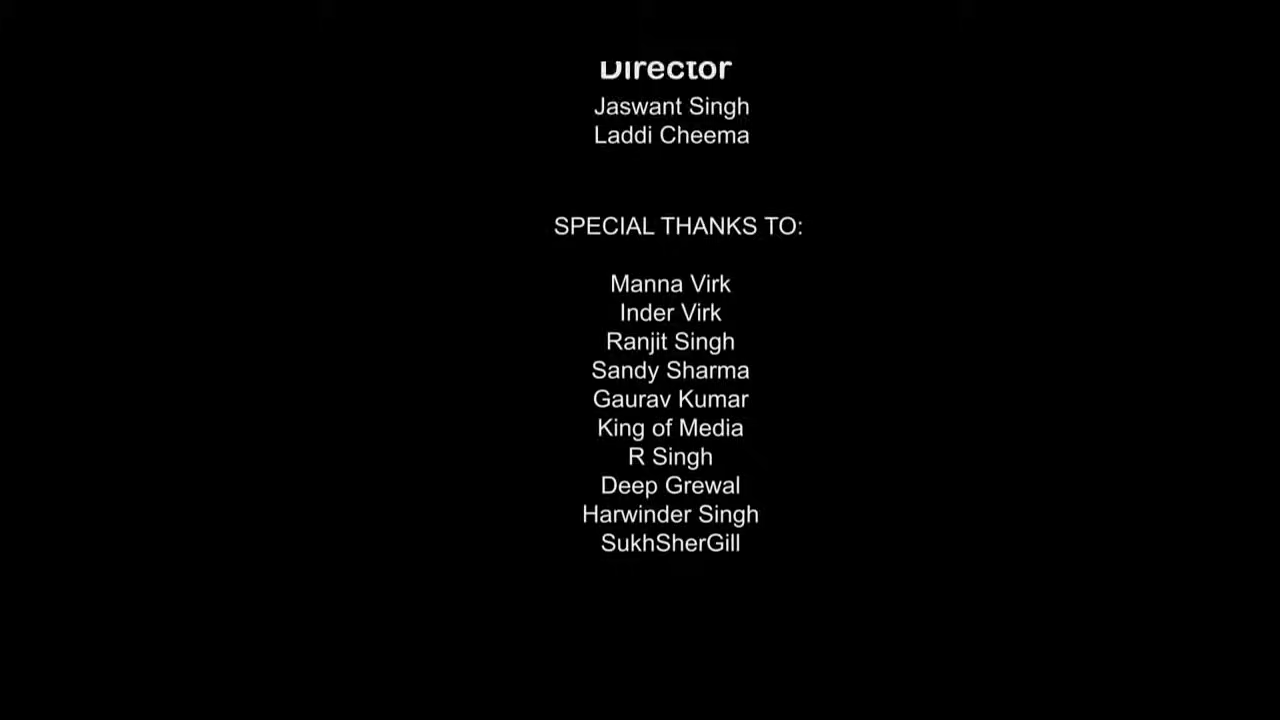 Director
Jaswant Singh
Laddi Cheema
SPECIAL THANKS TO:
Manna Virk
Inder Virk
Ranjit Singh
Sandy Sharma
Gaurav Kumar
King of Media
R Singh
Deep Grewal
Harwinder Singh
SukhSherGill